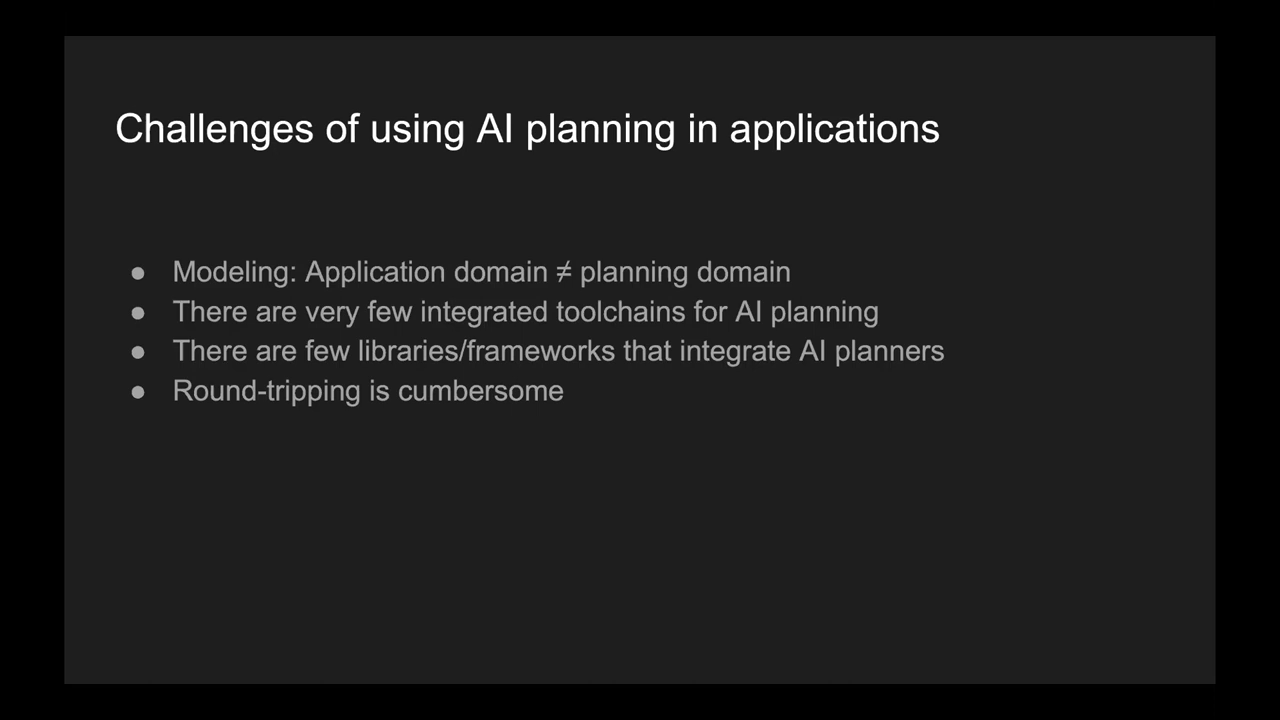 Challenges of using AI planning in applications
● Modeling: Application domain ≠ planning domain
● There are very few integrated toolchains for AI planning
● There are few libraries/frameworks that integrate AI planners
● Round-tripping is cumbersome